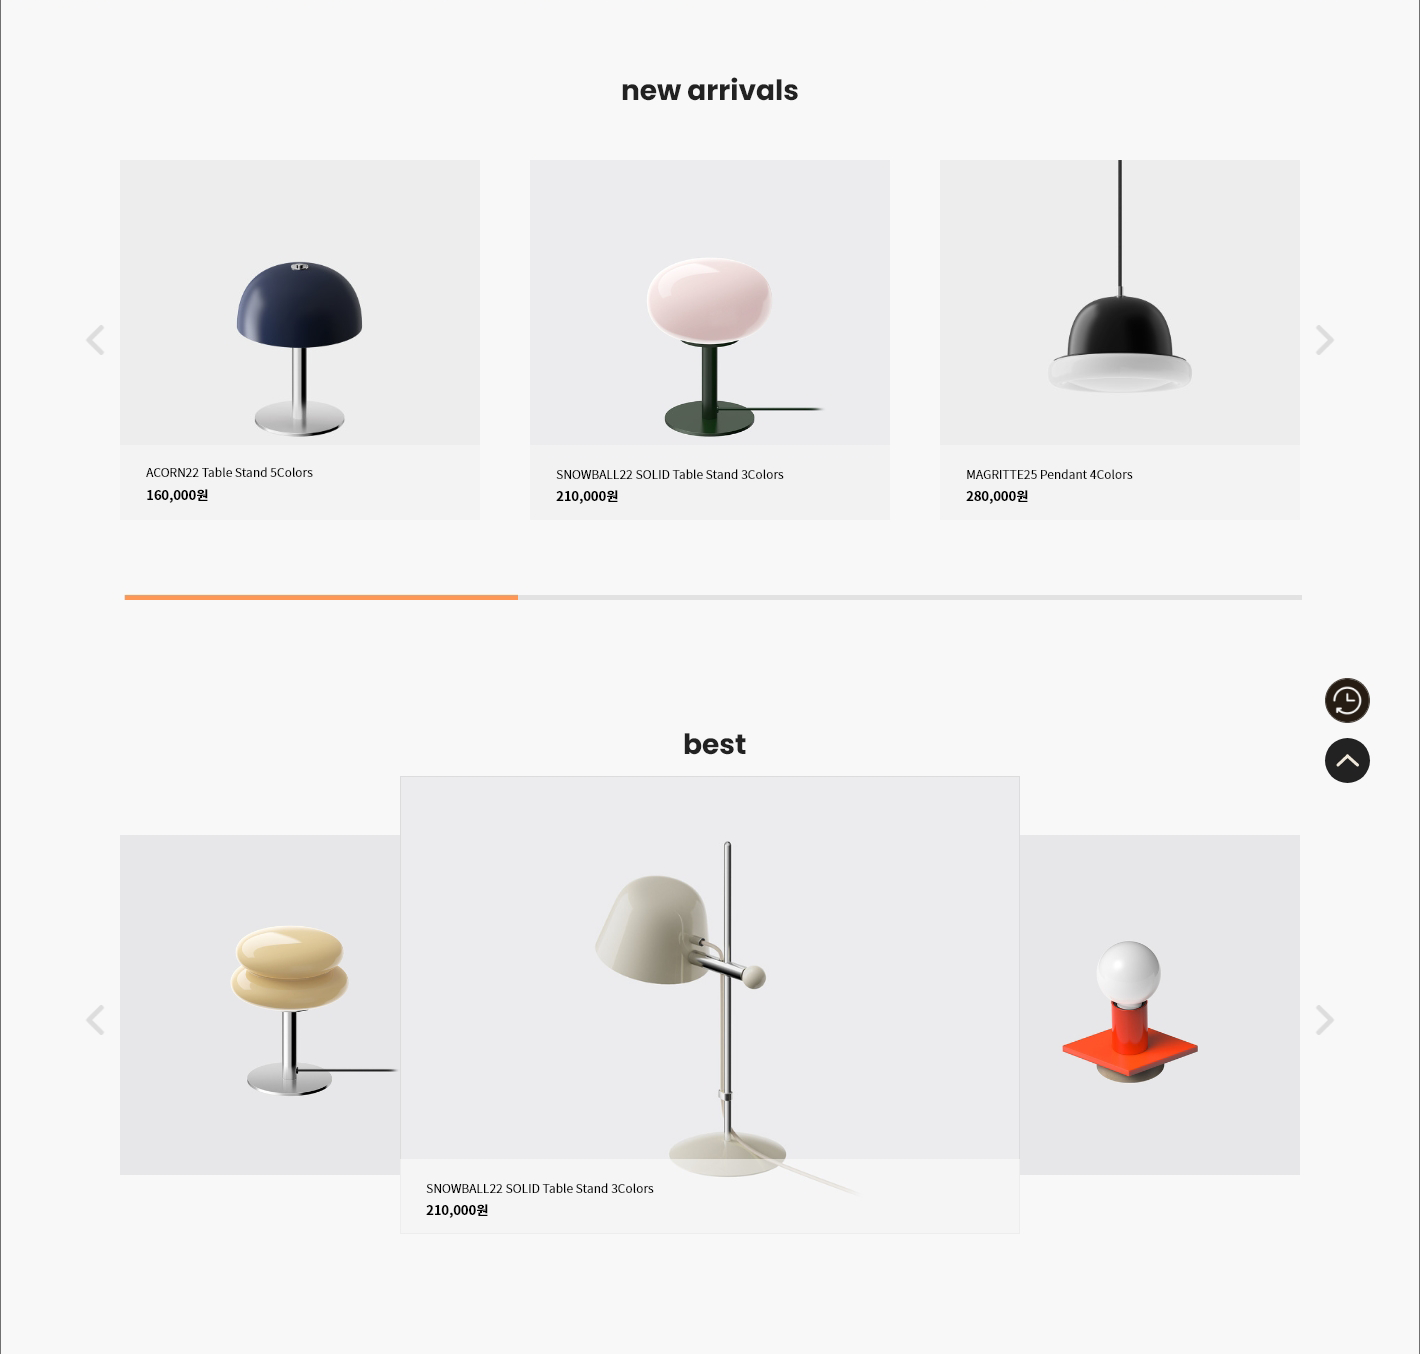 new arrivals
ACORN22 Table Stand 5Colors
160,000원
SNOWBALL22 SOLID Table Stand 3Colors
210,000원
MAGRITTE25 Pendant 4Colors
280,000원
best
SNOWBALL22 SOLID Table Stand 3Colors
210,000원